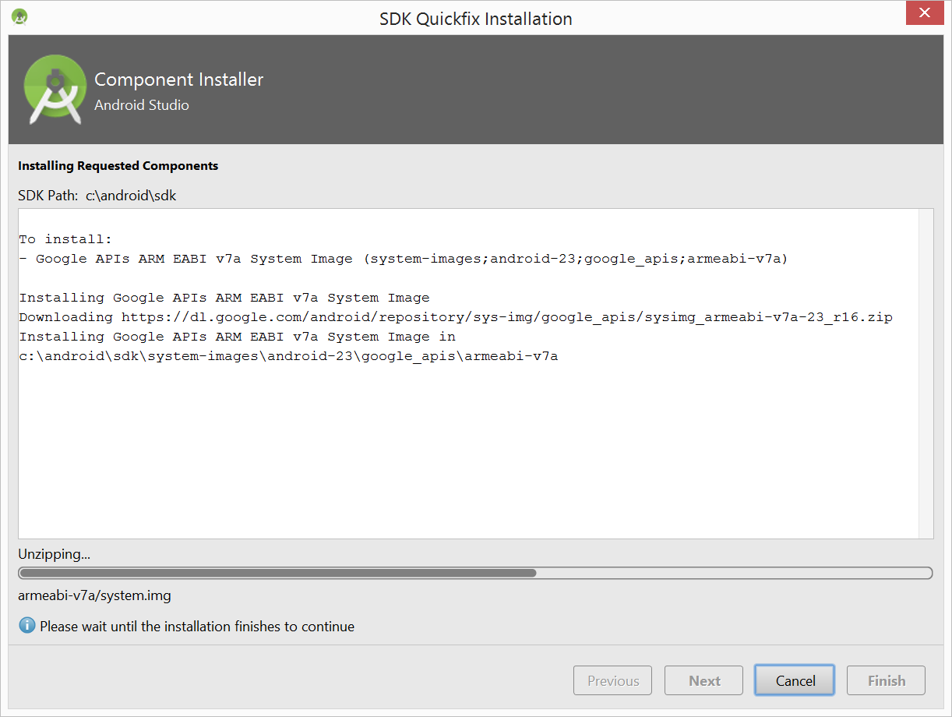 SDK Quickfix Installation
Component Installer
Android Studio
Installing Requested Components
SDK Path: c:\android\sdk
To install:
- Google APIs ARM EABI v7a System Image (system-images;android-23;google_apis;armeabi-v7a)
Installing Google APIs ARM EABI v7a System Image
Downloading https://dl.google.com/android/repository/sys-img/google_apis/sysimg_armeabi-v7a-23_r16.zip
Installing Google APIs ARM EABI v7a System Image in
c:\android\sdk\system-images\android-23\google_apis\armeabi-v7a
Unzipping...
armeabi-v7a/system.img
Please wait until the installation finishes to continue
Previous Next Cancel Finish